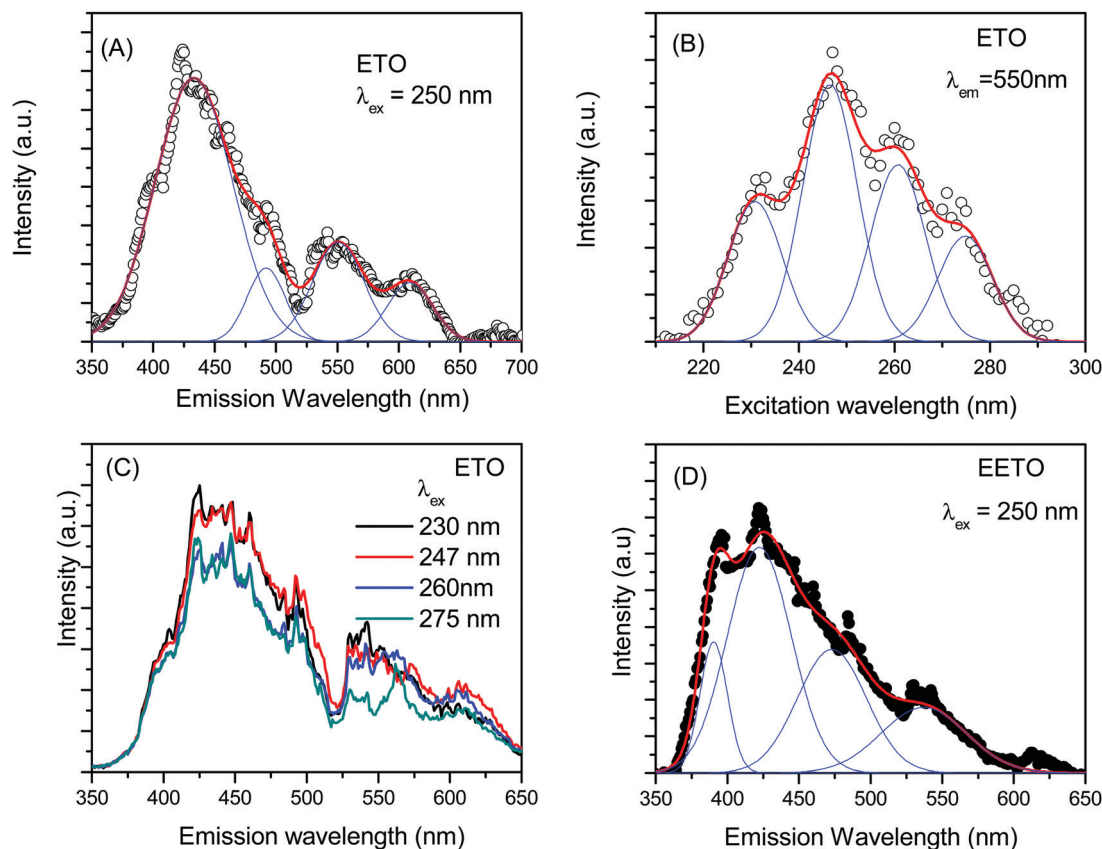 (A)
ETO
λex = 250 nm
Intensity (a.u.)
350 400 450 500 550 600 650 700
Emission Wavelength (nm)
(B)
ETO
λem=550nm
Intensity (a.u.)
220 240 260 280 300
Excitation wavelength (nm)
(C)
ETO
λex
230 nm
247 nm
260nm
275 nm
Intensity (a.u.)
350 400 450 500 550 600 650
Emission wavelength (nm)
(D)
EETO
λex = 250 nm
Intensity (a.u)
350 400 450 500 550 600 650
Emission Wavelength (nm)